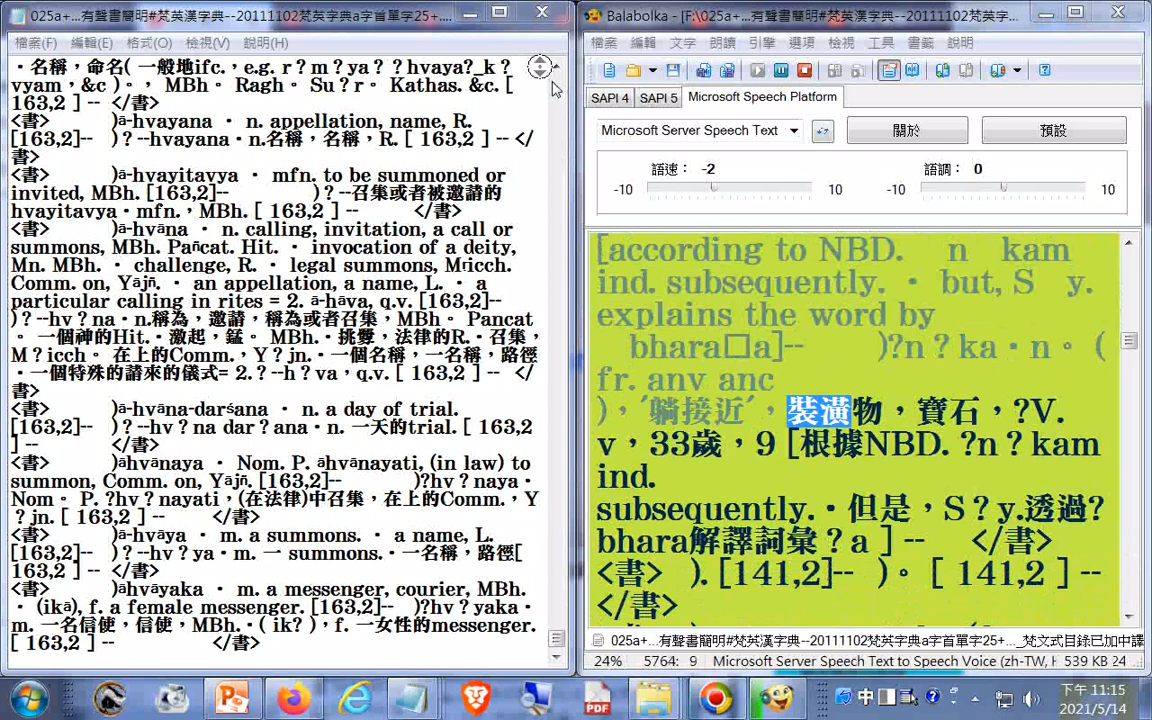 025a+...有聲書簡明#梵英漢字典--20111102梵英字典a字首單字25+...
檔案(F) 編輯(E) 格式(O) 檢視(V) 說明(H)
・名稱，命名( 一般地ifc.，e.g. r？m？ya？？hvaya?_k？
vyam，&c )。， MBh。 Ragh。 Su？r。 Kathas. &c. [
163,2 ] -- </書>
<書> )ā-hvayana ・ n. appellation, name, R.
[163,2]-- )？--hvayana・n.名稱，名稱，R. [ 163,2 ] -- </
書>
<書> )ā-hvayitavya ・ mfn. to be summoned or
invited, MBh. [163,2]-- )？--召集或者被邀請的
hvayitavya・mfn.，MBh. [ 163,2 ] -- </書>
<書> )ā-hvāna ・ n. calling, invitation, a call or
summons, MBh. Pañcat. Hit. ・ invocation of a deity,
Mn. MBh. ・ challenge, R. ・ legal summons, Mṛicch.
Comm. on, Yājñ. ・ an appellation, a name, L. ・ a
particular calling in rites = 2. ā-hāva, q.v. [163,2]--
)？--hv？na・n.稱為，邀請，稱為或者召集，MBh。 Pancat
。 一個神的Hit.・激起，錳。 MBh.・挑釁，法律的R.・召集，
M？icch。 在上的Comm.，Y？jn.・一個名稱，一名稱，路徑
・一個特殊的請來的儀式= 2.？--h？va，q.v. [ 163,2 ] -- </
書>
<書> )ā-hvāna-darśana ・ n. a day of trial.
[163,2]-- )？--hv？na dar？ana・n. 一天的trial. [ 163,2
] -- </書>
<書> )āhvānaya ・ Nom. P. āhvānayati, (in law) to
summon, Comm. on, Yājñ. [163,2]-- )?hv？naya・
Nom。 P. ?hv？nayati，(在法律)中召集，在上的Comm.，Y
？jn. [ 163,2 ] -- </書>
<書> )ā-hvāya ・ m. a summons. ・ a name, L.
[163,2]-- )？--hv？ya・m. 一 summons.・一名稱，路徑[
163,2 ] -- </書>
<書> )āhvāyaka ・ m. a messenger, courier, MBh.
・ (ikā), f. a female messenger. [163,2]-- )?hv？yaka・
m. 一名信使，信使，MBh.・( ik？)，f. 一女性的messenger.
[ 163,2 ] -- </書>
Balabolka - [F:\025a+...有聲書簡明#梵英漢字典--20111102梵英字...
檔案 編輯 文字 朗讀 引擎 選項 檢視 工具 書籤 說明
SAPI 4 SAPI 5 Microsoft Speech Platform
Microsoft Server Speech Text 關於 預設
語速： -2 語調： 0
-10 10 -10 10
[according to NBD. n kam
ind. subsequently. ・ but, S y.
explains the word by
bhara□a]-- )?n？ka・n。(
fr. anv anc
)，'躺接近'，裝潢物，寶石，?V.
v，33歲，9 [根據NBD. ?n？kam
ind.
subsequently.・但是，S？y.透過?
bhara解譯詞彙？a ] -- </書>
<書> ). [141,2]-- )。 [ 141,2 ] --
</書>
025a+...有聲書簡明#梵英漢字典--20111102梵英字典a字首單字25+..._梵文式目錄已加中譯
24% 5764: 9 Microsoft Server Speech Text to Speech Voice (zh-TW, H 539 KB 24
中
下午 11:15
2021/5/14